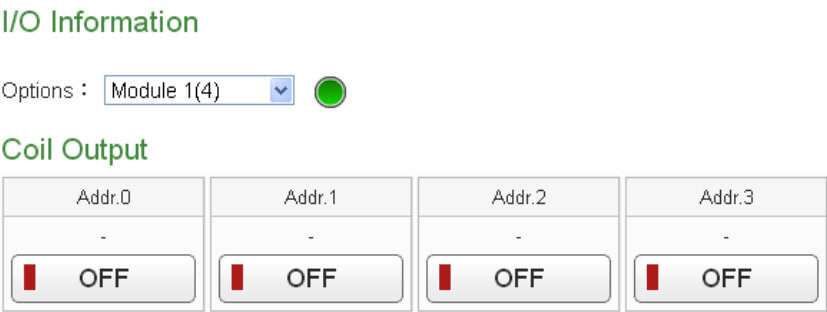 I/O Information
Options： Module 1(4)
Coil Output
Addr.0 Addr.1 Addr.2 Addr.3
- - - -
OFF OFF OFF OFF